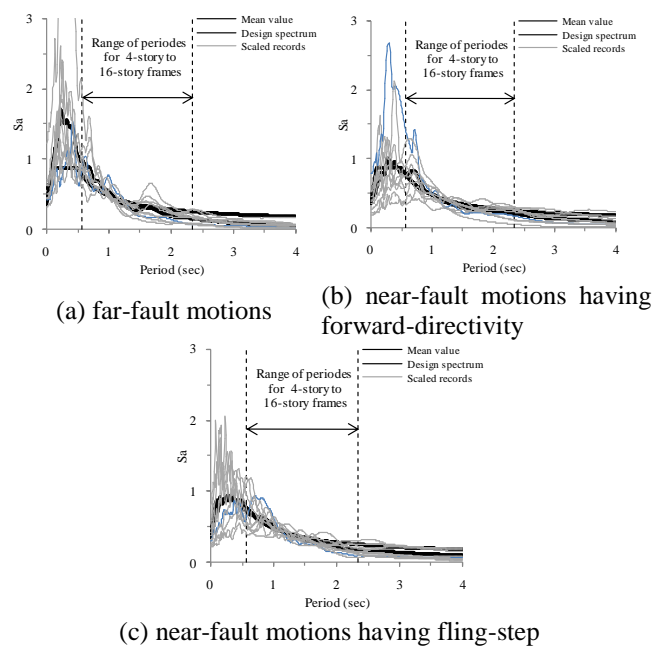 Mean value
Design spectrum
Scaled records
Range of periodes
for 4-story to
16-story frames
3
2
1
0
Sa
0 1 2 3 4
Period (sec)
(a) far-fault motions
Mean value
Design spectrum
Scaled records
Range of periodes
for 4-story to
16-story frames
3
2
1
0
Sa
0 1 2 3 4
Period (sec)
(b) near-fault motions having
forward-directivity
Mean value
Design spectrum
Scaled records
Range of periodes
for 4-story to
16-story frames
3
2
1
0
Sa
0 1 2 3 4
Period (sec)
(c) near-fault motions having fling-step